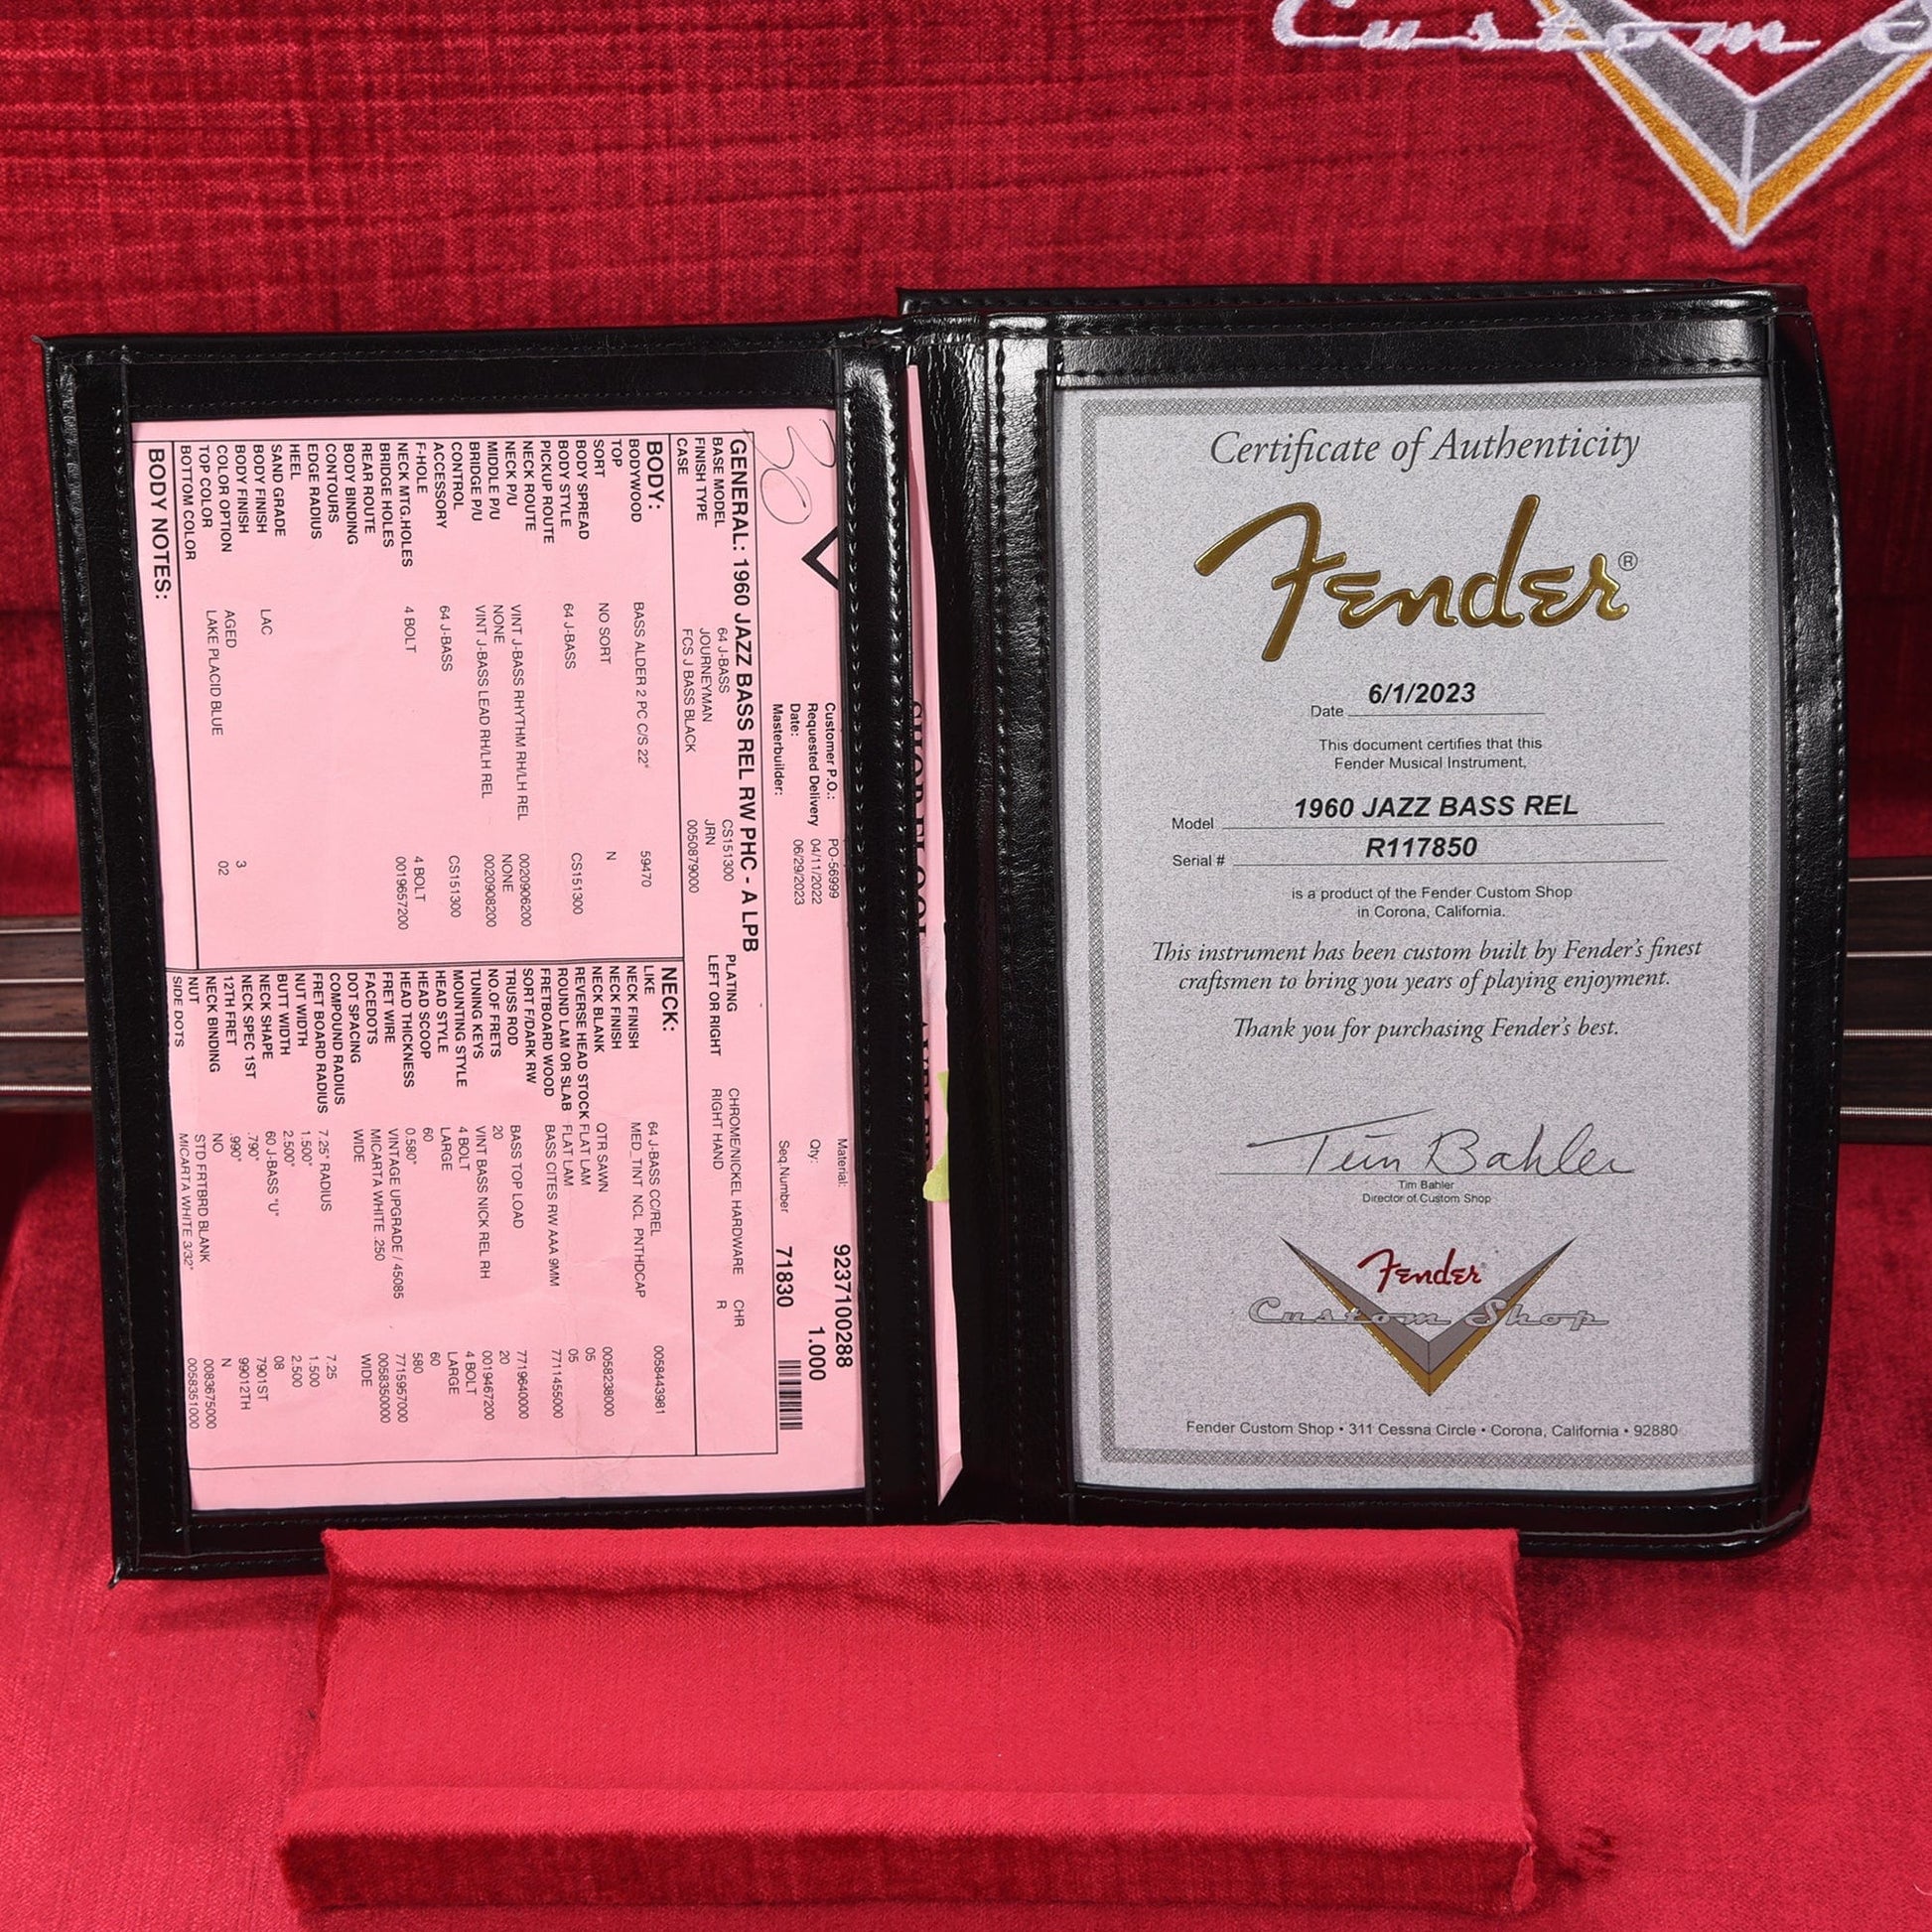 Custom
30
Customer P.O.: PO-56999
Requested Delivery 04/11/2022
Date: 06/29/2023
Masterbuilder:
Material: 9237100288
Qty: 1.000
Seq.Number 71830
GENERAL: 1960 JAZZ BASS REL RW PHC - A LPB
BASE MODEL 64 J-BASS CS151300 PLATING CHROME/NICKEL HARDWARE CHR
FINISH TYPE JOURNEYMAN JRN LEFT OR RIGHT RIGHT HAND R
CASE FCS J BASS BLACK 0050879000
BODY:
BODYWOOD BASS ALDER 2 PC C/S 22" 59470
TOP N
SORT NO SORT
BODY SPREAD
BODY STYLE 64 J-BASS CS151300
PICKUP ROUTE
NECK ROUTE
NECK P/U VINT J-BASS RHYTHM RH/LH REL 0020906200
MIDDLE P/U NONE NONE
BRIDGE P/U VINT J-BASS LEAD RH/LH REL 0020908200
CONTROL
ACCESSORY 64 J-BASS CS151300
F-HOLE
NECK MTG.HOLES 4 BOLT 4 BOLT
0019657200
BRIDGE HOLES
REAR ROUTE
BODY BINDING
CONTOURS
EDGE RADIUS
HEEL
SAND GRADE
BODY FINISH LAC
BODY FINISH 3
COLOR OPTION AGED 02
TOP COLOR LAKE PLACID BLUE
BOTTOM COLOR
BODY NOTES:
NECK:
LIKE 64 J-BASS CC/REL 0058443981
NECK FINISH MED_TINT NCL PNTHDCAP
NECK FINISH
NECK BLANK QTR SAWN 0058238000
REVERSE HEAD STOCK FLAT LAM 05
ROUND LAM OR SLAB FLAT LAM 05
FRETBOARD WOOD BASS CITES RW AAA 9MM 7711455000
SORT F/DARK RW
TRUSS ROD BASS TOP LOAD 7719640000
NO.OF FRETS 20 20
TUNING KEYS VINT BASS NICK REL RH 0019467200
MOUNTING STYLE 4 BOLT 4 BOLT
HEAD STYLE LARGE LARGE
HEAD SCOOP 60 60
HEAD THICKNESS 0.580" 580
FRET WIRE VINTAGE UPGRADE / 45085 7715957000
FACEDOTS MICARTA WHITE .250 0058350000
DOT SPACING WIDE WIDE
COMPOUND RADIUS
FRET BOARD RADIUS 7.25" RADIUS 7.25
NUT WIDTH 1.500" 1.500
BUTT WIDTH 2.500" 2.500
NECK SHAPE 60 J-BASS "U" 08
NECK SPEC 1ST .790" 7901ST
12TH FRET .990" 99012TH
NECK BINDING NO N
NUT STD FRTBRD BLANK 0083675000
SIDE DOTS MICARTA WHITE 3/32" 0058351000
Certificate of Authenticity
Fender®
Date 6/1/2023
This document certifies that this
Fender Musical Instrument,
Model 1960 JAZZ BASS REL
Serial # R117850
is a product of the Fender Custom Shop
in Corona, California.
This instrument has been custom built by Fender's finest
craftsmen to bring you years of playing enjoyment.
Thank you for purchasing Fender's best.
Tim Bahler
Tim Bahler
Director of Custom Shop
Fender
Custom Shop
Fender Custom Shop • 311 Cessna Circle • Corona, California • 92880